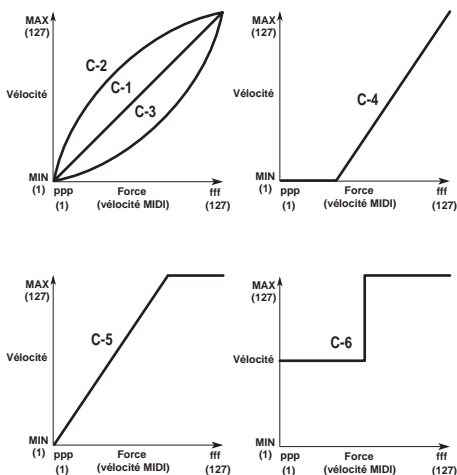 MAX
(127)
C-2
C-1
Vélocité
C-3
MIN
(1)
ppp
(1)
Force
(vélocité MIDI)
fff
(127)
MAX
(127)
C-4
Vélocité
MIN
(1)
ppp
(1)
Force
(vélocité MIDI)
fff
(127)
MAX
(127)
C-5
Vélocité
MIN
(1)
ppp
(1)
Force
(vélocité MIDI)
fff
(127)
MAX
(127)
C-6
Vélocité
MIN
(1)
ppp
(1)
Force
(vélocité MIDI)
fff
(127)